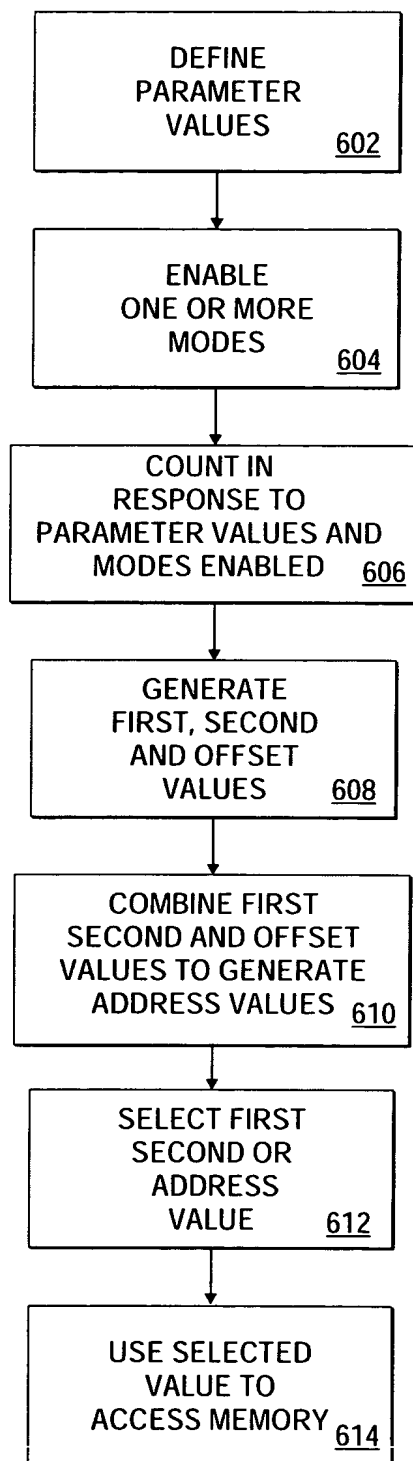 DEFINE
PARAMETER
VALUES
602
ENABLE
ONE OR MORE
MODES
604
COUNT IN
RESPONSE TO
PARAMETER VALUES AND
MODES ENABLED
606
GENERATE
FIRST, SECOND
AND OFFSET
VALUES
608
COMBINE FIRST
SECOND AND OFFSET
VALUES TO GENERATE
ADDRESS VALUES
610
SELECT FIRST
SECOND OR
ADDRESS
VALUE
612
USE SELECTED
VALUE TO
ACCESS MEMORY
614